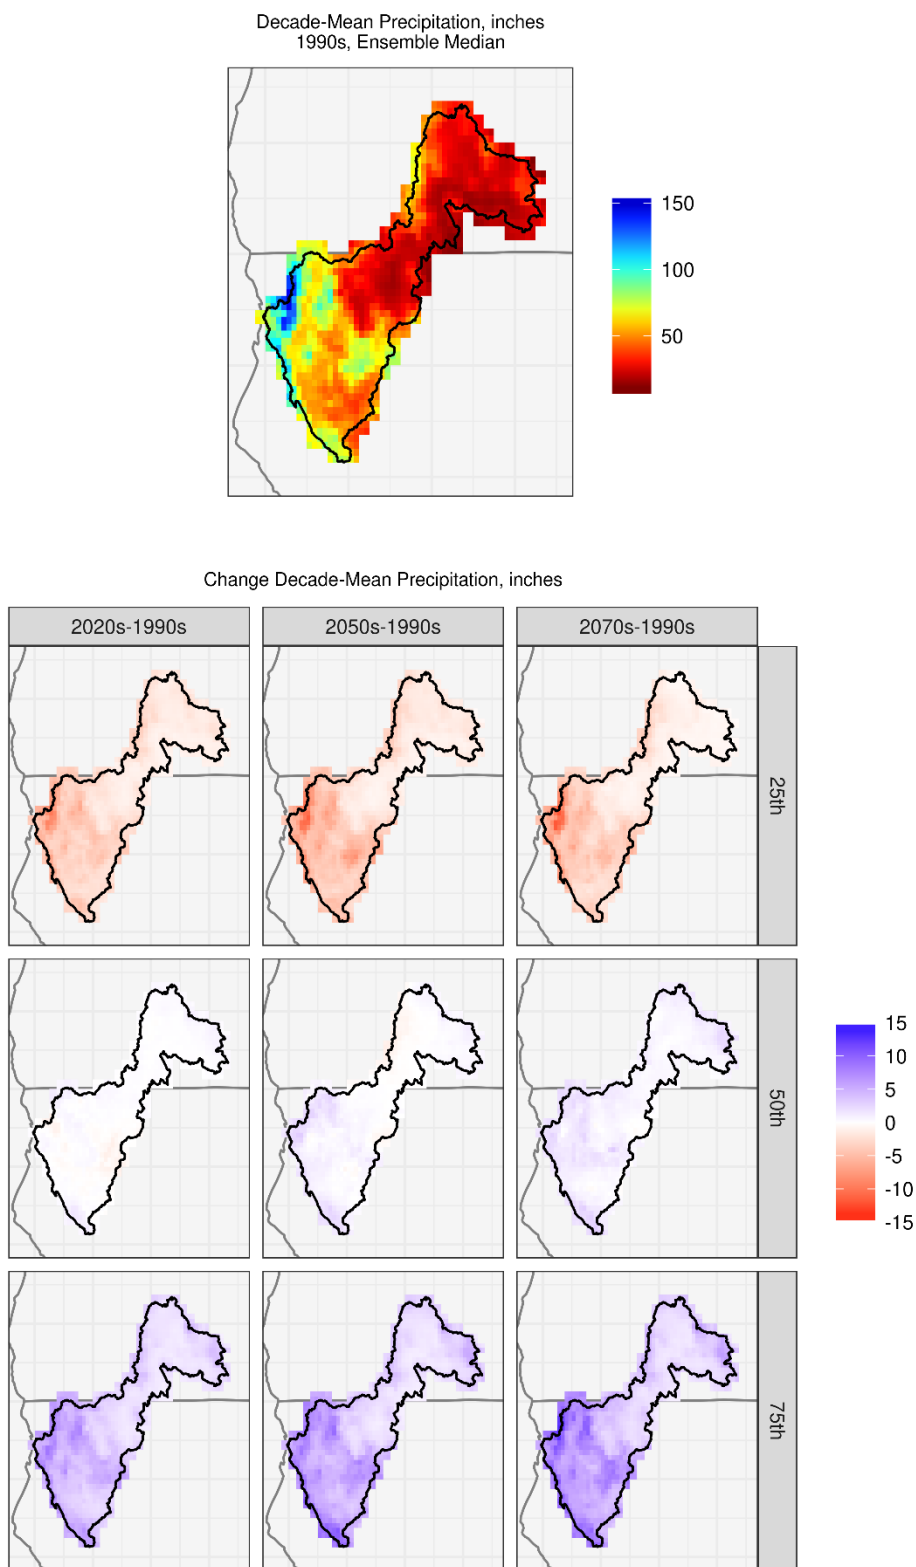 Decade-Mean Precipitation, inches
1990s, Ensemble Median
150
100
50
Change Decade-Mean Precipitation, inches
2020s-1990s
2050s-1990s
2070s-1990s
25th
50th
75th
15
10
5
0
-5
-10
-15